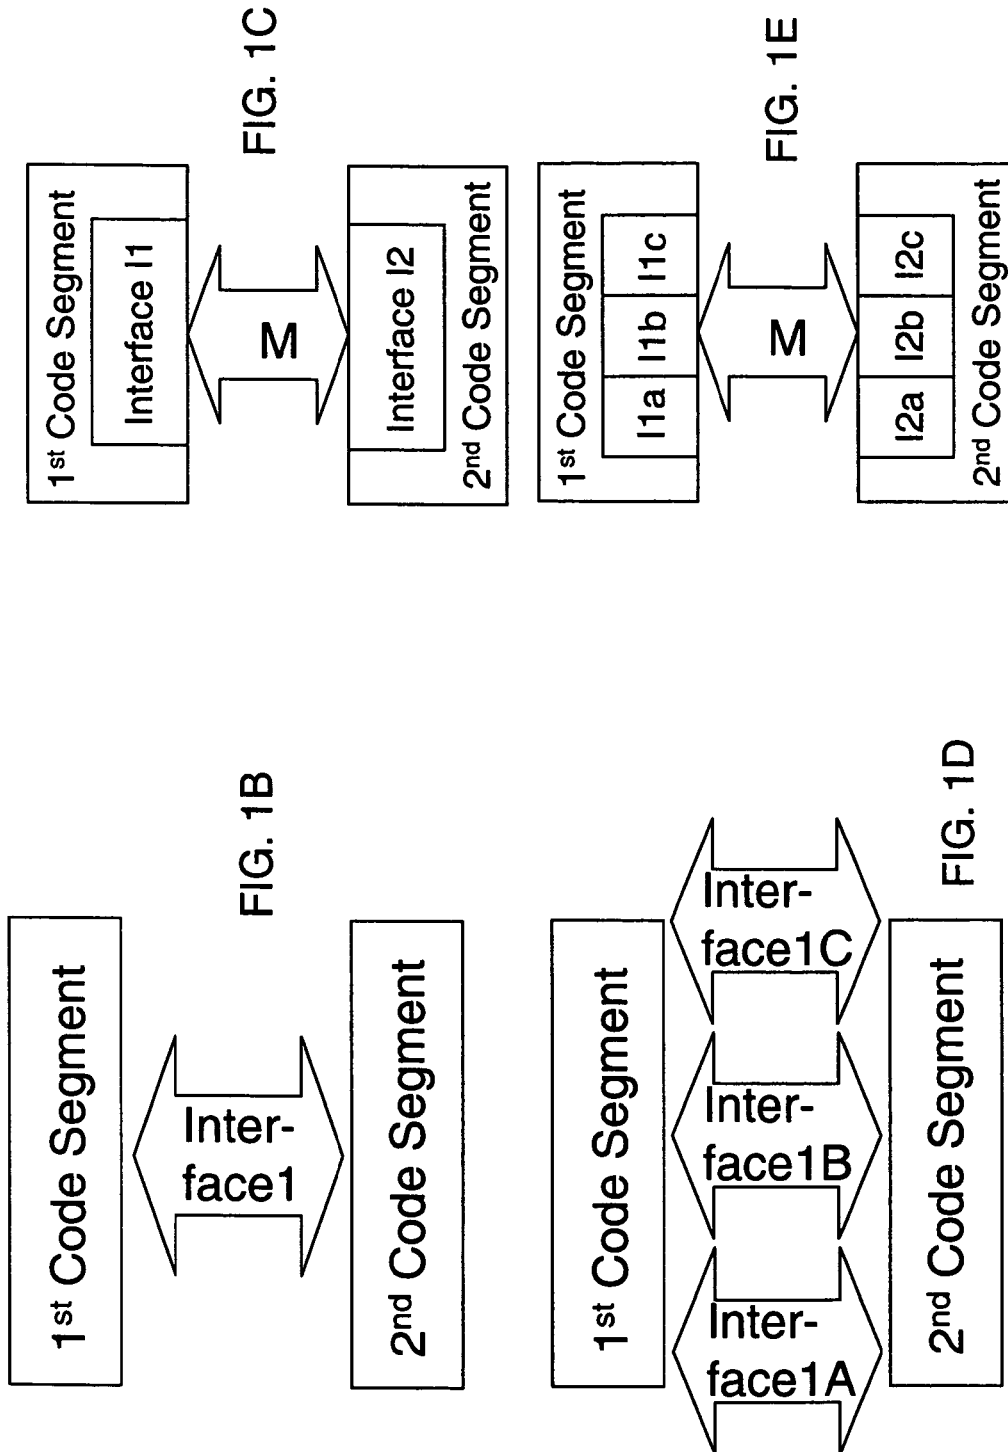 1st Code Segment
Inter-
face1
2nd Code Segment
FIG. 1B
1st Code Segment
Interface I1
M
Interface I2
2nd Code Segment
FIG. 1C
1st Code Segment
Inter-
face1A
Inter-
face1B
Inter-
face1C
2nd Code Segment
FIG. 1D
1st Code Segment
I1a
I1b
I1c
M
I2a
I2b
I2c
2nd Code Segment
FIG. 1E